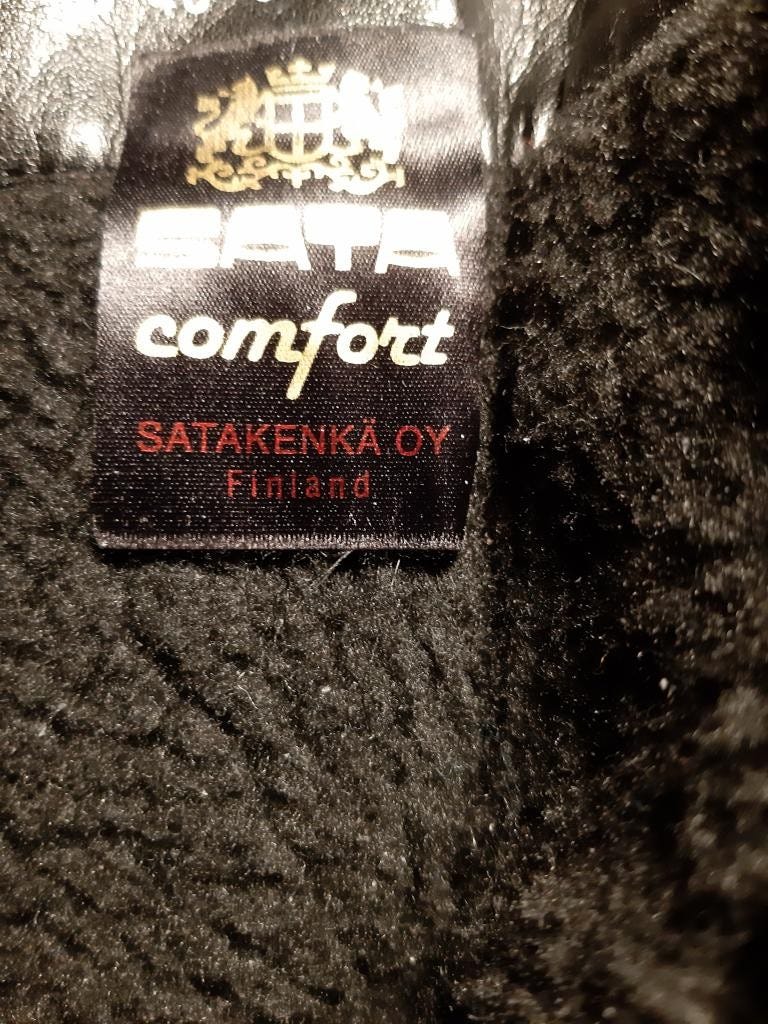 SATA
comfort
SATAKENKÄ OY
Finland